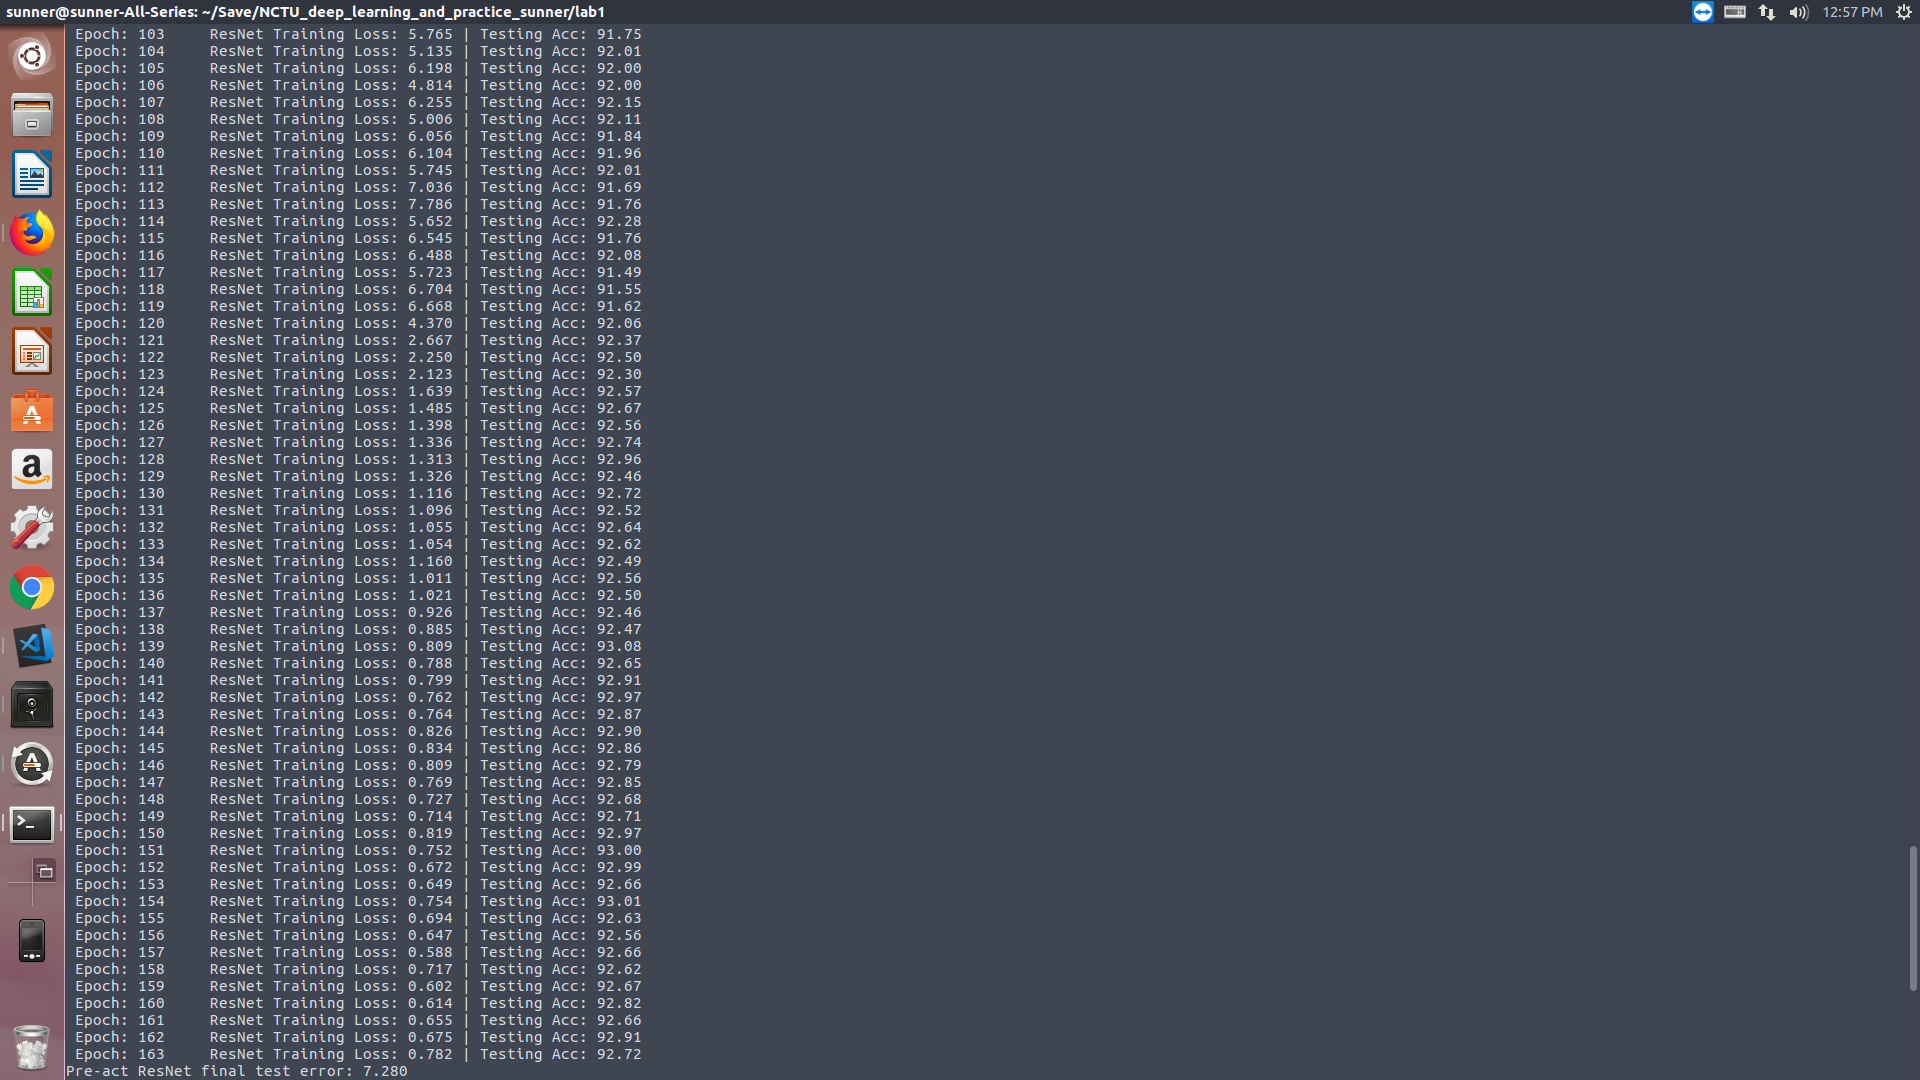 sunner@sunner-All-Series: ~/Save/NCTU_deep_learning_and_practice_sunner/lab1
12:57 PM
Epoch: 103 ResNet Training Loss: 5.765 | Testing Acc: 91.75
Epoch: 104 ResNet Training Loss: 5.135 | Testing Acc: 92.01
Epoch: 105 ResNet Training Loss: 6.198 | Testing Acc: 92.00
Epoch: 106 ResNet Training Loss: 4.814 | Testing Acc: 92.00
Epoch: 107 ResNet Training Loss: 6.255 | Testing Acc: 92.15
Epoch: 108 ResNet Training Loss: 5.006 | Testing Acc: 92.11
Epoch: 109 ResNet Training Loss: 6.056 | Testing Acc: 91.84
Epoch: 110 ResNet Training Loss: 6.104 | Testing Acc: 91.96
Epoch: 111 ResNet Training Loss: 5.745 | Testing Acc: 92.01
Epoch: 112 ResNet Training Loss: 7.036 | Testing Acc: 91.69
Epoch: 113 ResNet Training Loss: 7.786 | Testing Acc: 91.76
Epoch: 114 ResNet Training Loss: 5.652 | Testing Acc: 92.28
Epoch: 115 ResNet Training Loss: 6.545 | Testing Acc: 91.76
Epoch: 116 ResNet Training Loss: 6.488 | Testing Acc: 92.08
Epoch: 117 ResNet Training Loss: 5.723 | Testing Acc: 91.49
Epoch: 118 ResNet Training Loss: 6.704 | Testing Acc: 91.55
Epoch: 119 ResNet Training Loss: 6.668 | Testing Acc: 91.62
Epoch: 120 ResNet Training Loss: 4.370 | Testing Acc: 92.06
Epoch: 121 ResNet Training Loss: 2.667 | Testing Acc: 92.37
Epoch: 122 ResNet Training Loss: 2.250 | Testing Acc: 92.50
Epoch: 123 ResNet Training Loss: 2.123 | Testing Acc: 92.30
Epoch: 124 ResNet Training Loss: 1.639 | Testing Acc: 92.57
Epoch: 125 ResNet Training Loss: 1.485 | Testing Acc: 92.67
Epoch: 126 ResNet Training Loss: 1.398 | Testing Acc: 92.56
Epoch: 127 ResNet Training Loss: 1.336 | Testing Acc: 92.74
Epoch: 128 ResNet Training Loss: 1.313 | Testing Acc: 92.96
Epoch: 129 ResNet Training Loss: 1.326 | Testing Acc: 92.46
Epoch: 130 ResNet Training Loss: 1.116 | Testing Acc: 92.72
Epoch: 131 ResNet Training Loss: 1.096 | Testing Acc: 92.52
Epoch: 132 ResNet Training Loss: 1.055 | Testing Acc: 92.64
Epoch: 133 ResNet Training Loss: 1.054 | Testing Acc: 92.62
Epoch: 134 ResNet Training Loss: 1.160 | Testing Acc: 92.49
Epoch: 135 ResNet Training Loss: 1.011 | Testing Acc: 92.56
Epoch: 136 ResNet Training Loss: 1.021 | Testing Acc: 92.50
Epoch: 137 ResNet Training Loss: 0.926 | Testing Acc: 92.46
Epoch: 138 ResNet Training Loss: 0.885 | Testing Acc: 92.47
Epoch: 139 ResNet Training Loss: 0.809 | Testing Acc: 93.08
Epoch: 140 ResNet Training Loss: 0.788 | Testing Acc: 92.65
Epoch: 141 ResNet Training Loss: 0.799 | Testing Acc: 92.91
Epoch: 142 ResNet Training Loss: 0.762 | Testing Acc: 92.97
Epoch: 143 ResNet Training Loss: 0.764 | Testing Acc: 92.87
Epoch: 144 ResNet Training Loss: 0.826 | Testing Acc: 92.90
Epoch: 145 ResNet Training Loss: 0.834 | Testing Acc: 92.86
Epoch: 146 ResNet Training Loss: 0.809 | Testing Acc: 92.79
Epoch: 147 ResNet Training Loss: 0.769 | Testing Acc: 92.85
Epoch: 148 ResNet Training Loss: 0.727 | Testing Acc: 92.68
Epoch: 149 ResNet Training Loss: 0.714 | Testing Acc: 92.71
Epoch: 150 ResNet Training Loss: 0.819 | Testing Acc: 92.97
Epoch: 151 ResNet Training Loss: 0.752 | Testing Acc: 93.00
Epoch: 152 ResNet Training Loss: 0.672 | Testing Acc: 92.99
Epoch: 153 ResNet Training Loss: 0.649 | Testing Acc: 92.66
Epoch: 154 ResNet Training Loss: 0.754 | Testing Acc: 93.01
Epoch: 155 ResNet Training Loss: 0.694 | Testing Acc: 92.63
Epoch: 156 ResNet Training Loss: 0.647 | Testing Acc: 92.56
Epoch: 157 ResNet Training Loss: 0.588 | Testing Acc: 92.66
Epoch: 158 ResNet Training Loss: 0.717 | Testing Acc: 92.62
Epoch: 159 ResNet Training Loss: 0.602 | Testing Acc: 92.67
Epoch: 160 ResNet Training Loss: 0.614 | Testing Acc: 92.82
Epoch: 161 ResNet Training Loss: 0.655 | Testing Acc: 92.66
Epoch: 162 ResNet Training Loss: 0.675 | Testing Acc: 92.91
Epoch: 163 ResNet Training Loss: 0.782 | Testing Acc: 92.72
Pre-act ResNet final test error: 7.280